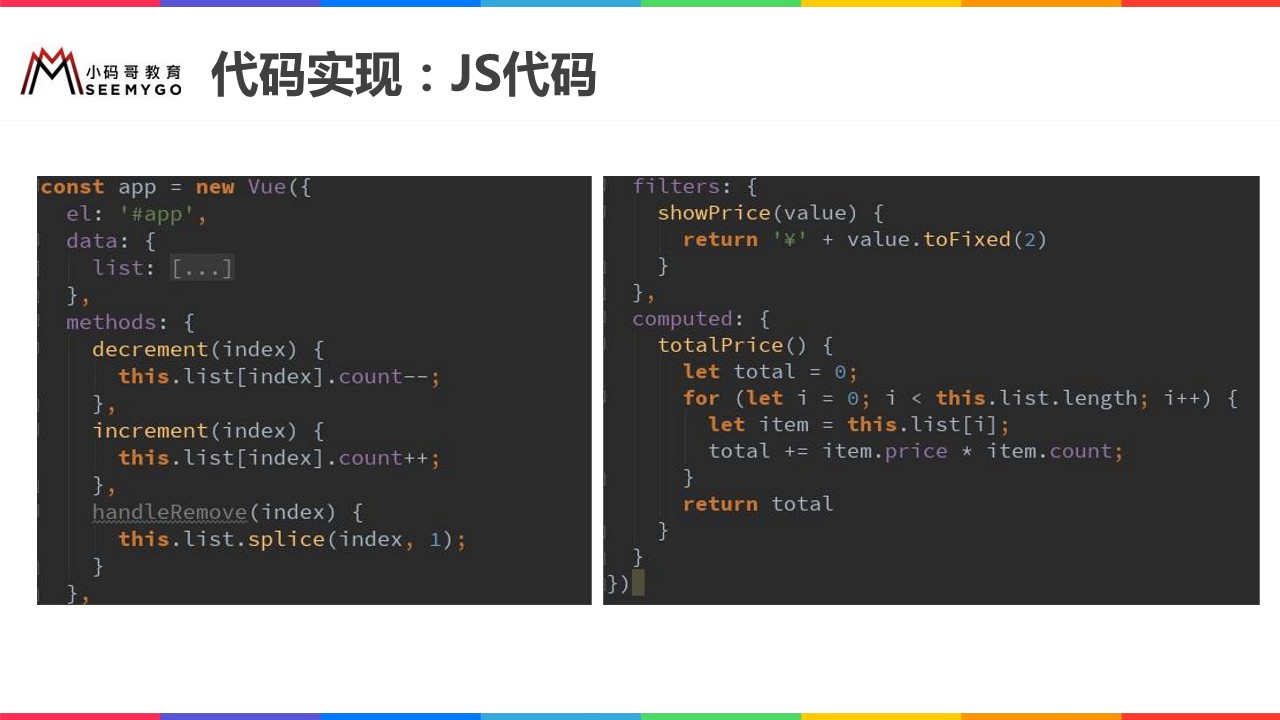 小码哥教育
SEEMYGO
代码实现：JS代码
const app = new Vue({
  el: '#app',
  data: {
    list: [...]
  },
  methods: {
    decrement(index) {
      this.list[index].count--;
    },
    increment(index) {
      this.list[index].count++;
    },
    handleRemove(index) {
      this.list.splice(index, 1);
    }
  },
  filters: {
    showPrice(value) {
      return '¥' + value.toFixed(2)
    }
  },
  computed: {
    totalPrice() {
      let total = 0;
      for (let i = 0; i < this.list.length; i++) {
        let item = this.list[i];
        total += item.price * item.count;
      }
      return total
    }
  }
})